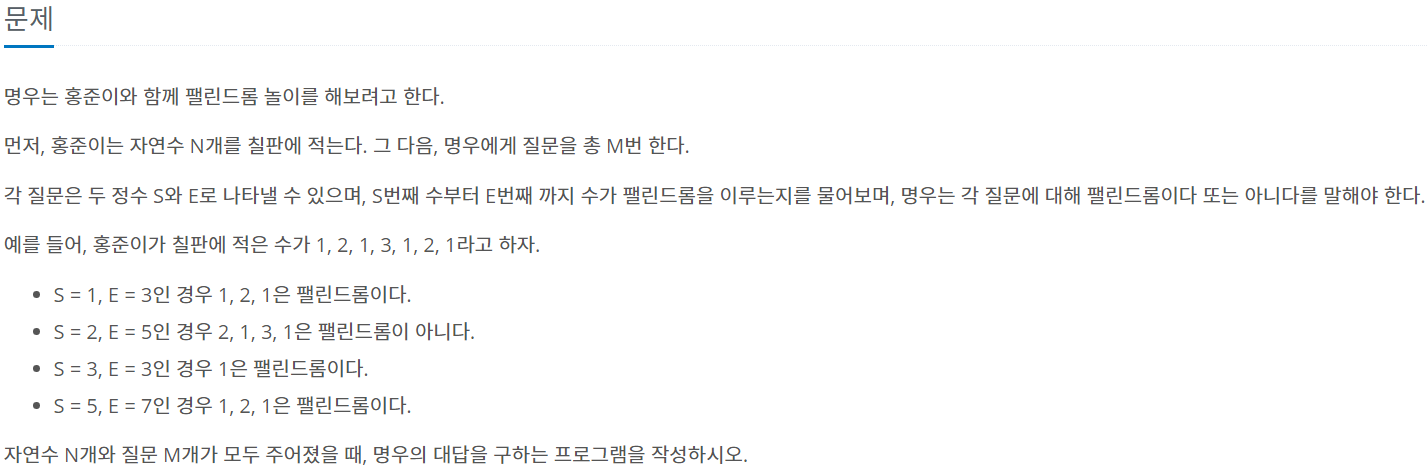 문제
명우는 홍준이와 함께 팰린드롬 놀이를 해보려고 한다.
먼저, 홍준이는 자연수 N개를 칠판에 적는다. 그 다음, 명우에게 질문을 총 M번 한다.
각 질문은 두 정수 S와 E로 나타낼 수 있으며, S번째 수부터 E번째 까지 수가 팰린드롬을 이루는지를 물어보며, 명우는 각 질문에 대해 팰린드롬이다 또는 아니다를 말해야 한다.
예를 들어, 홍준이가 칠판에 적은 수가 1, 2, 1, 3, 1, 2, 1라고 하자.
• S = 1, E = 3인 경우 1, 2, 1은 팰린드롬이다.
• S = 2, E = 5인 경우 2, 1, 3, 1은 팰린드롬이 아니다.
• S = 3, E = 3인 경우 1은 팰린드롬이다.
• S = 5, E = 7인 경우 1, 2, 1은 팰린드롬이다.
자연수 N개와 질문 M개가 모두 주어졌을 때, 명우의 대답을 구하는 프로그램을 작성하시오.